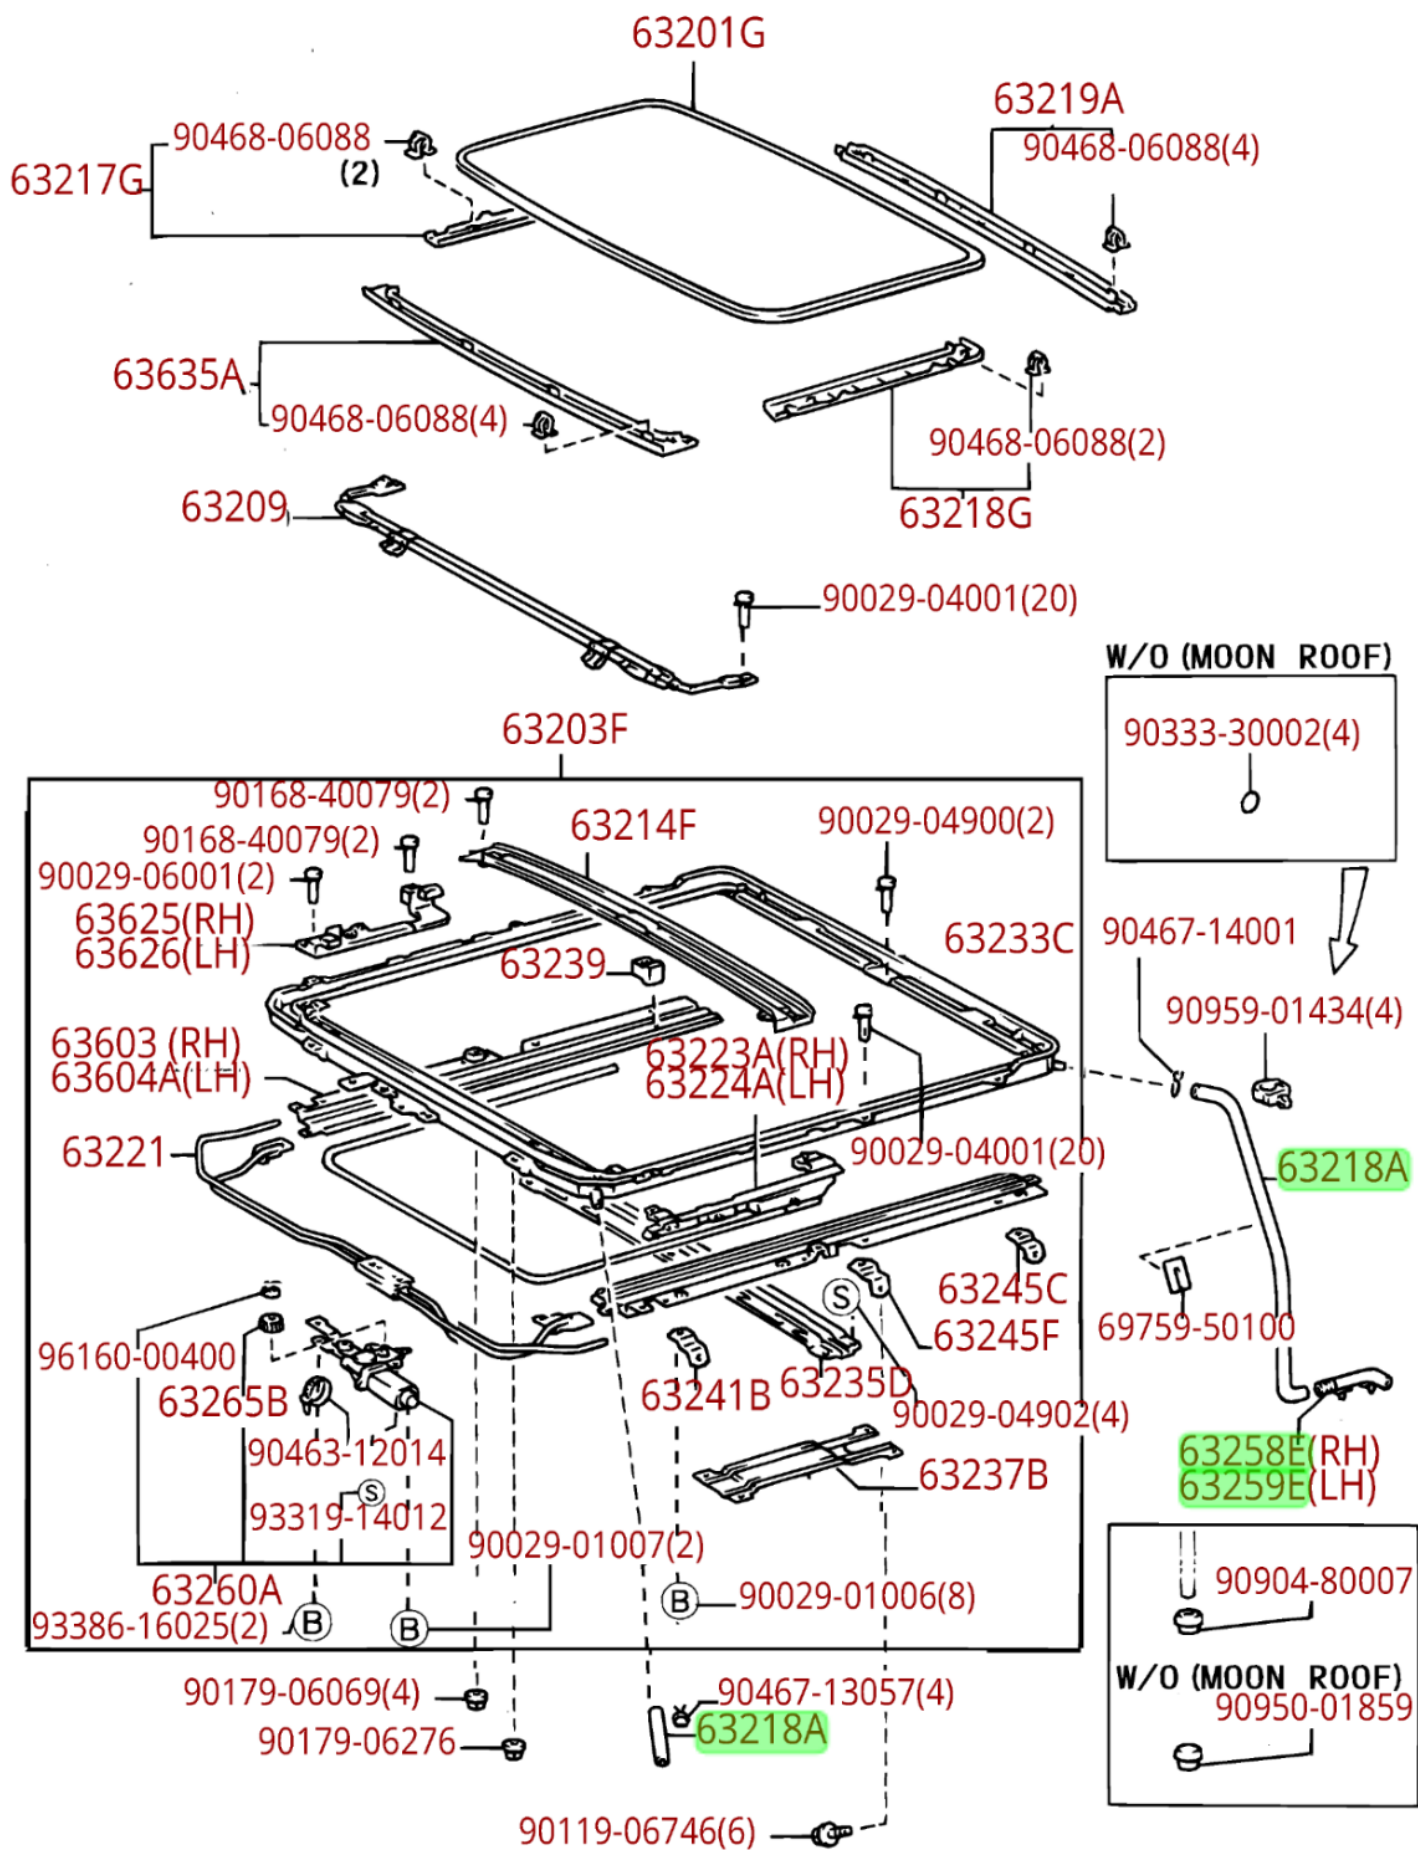 63201G
63219A
90468-06088
90468-06088(4)
(2)
63217G
63635A
90468-06088(4)
90468-06088(2)
63218G
63209
90029-04001(20)
W/O (MOON ROOF)
90333-30002(4)
63203F
90168-40079(2)
90168-40079(2)
90029-06001(2)
63214F
90029-04900(2)
63625(RH)
63626(LH)
63239
63233C
90467-14001
90959-01434(4)
63603 (RH)
63604A(LH)
63223A(RH)
63224A(LH)
63221
90029-04001(20)
63218A
S
63245C
63245F
69759-50100
96160-00400
63265B
63241B
63235D
90029-04902(4)
90463-12014
63237B
63258E(RH)
63259E(LH)
S
93319-14012
90029-01007(2)
63260A
93386-16025(2)
B
B
B
90029-01006(8)
90904-80007
W/O (MOON ROOF)
90950-01859
90179-06069(4)
90467-13057(4)
63218A
90179-06276
90119-06746(6)